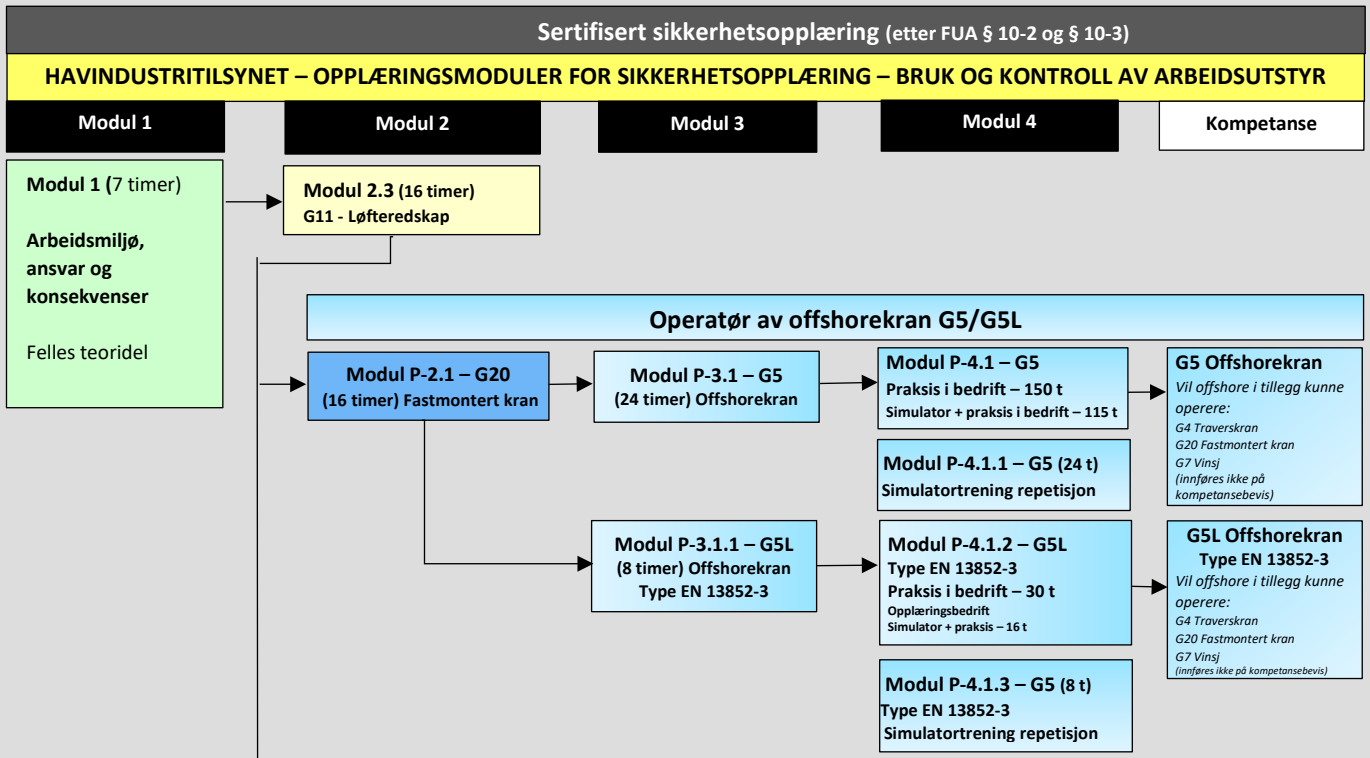 Sertifisert sikkerhetsopplæring (etter FUA § 10-2 og § 10-3)
HAVINDUSTRITILSYNET – OPPLÆRINGSMODULER FOR SIKKERHETSOPPLÆRING – BRUK OG KONTROLL AV ARBEIDSUTSTYR
Modul 1
Modul 2
Modul 3
Modul 4
Kompetanse
Modul 1 (7 timer)
Arbeidsmiljø,
ansvar og
konsekvenser
Felles teoridel
Modul 2.3 (16 timer)
G11 - Løfteredskap
Operatør av offshorekran G5/G5L
Modul P-2.1 – G20
(16 timer) Fastmontert kran
Modul P-3.1 – G5
(24 timer) Offshorekran
Modul P-4.1 – G5
Praksis i bedrift – 150 t
Simulator + praksis i bedrift – 115 t
G5 Offshorekran
Vil offshore i tillegg kunne
operere:
G4 Traverskran
G20 Fastmontert kran
G7 Vinsj
(innføres ikke på
kompetansebevis)
Modul P-4.1.1 – G5 (24 t)
Simulatortrening repetisjon
Modul P-3.1.1 – G5L
(8 timer) Offshorekran
Type EN 13852-3
Modul P-4.1.2 – G5L
Type EN 13852-3
Praksis i bedrift – 30 t
Opplæringsbedrift
Simulator + praksis – 16 t
G5L Offshorekran
Type EN 13852-3
Vil offshore i tillegg kunne
operere:
G4 Traverskran
G20 Fastmontert kran
G7 Vinsj
(innføres ikke på kompetansebevis)
Modul P-4.1.3 – G5 (8 t)
Type EN 13852-3
Simulatortrening repetisjon